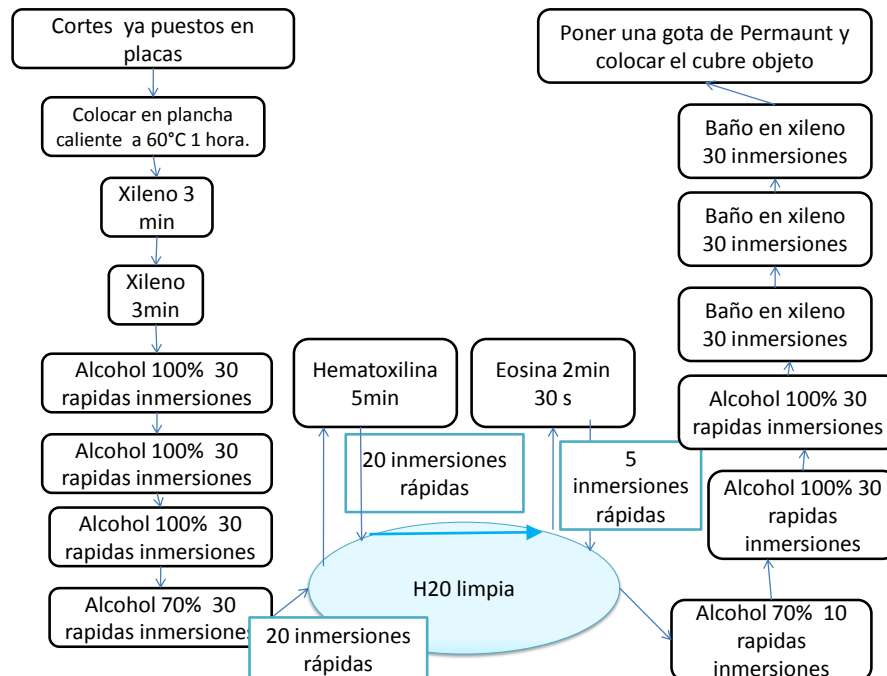 Cortes ya puestos en
placas
Colocar en plancha
caliente a 60°C 1 hora.
Xileno 3
min
Xileno
3min
Alcohol 100% 30
rapidas inmersiones
Alcohol 100% 30
rapidas inmersiones
Alcohol 100% 30
rapidas inmersiones
Alcohol 70% 30
rapidas inmersiones
20 inmersiones
rápidas
H20 limpia
Hematoxilina
5min
20 inmersiones
rápidas
Eosina 2min
30 s
5
inmersiones
rápidas
Alcohol 70% 10
rapidas
inmersiones
Alcohol 100% 30
rapidas
inmersiones
Alcohol 100% 30
rapidas inmersiones
Baño en xileno
30 inmersiones
Baño en xileno
30 inmersiones
Baño en xileno
30 inmersiones
Poner una gota de Permaunt y
colocar el cubre objeto